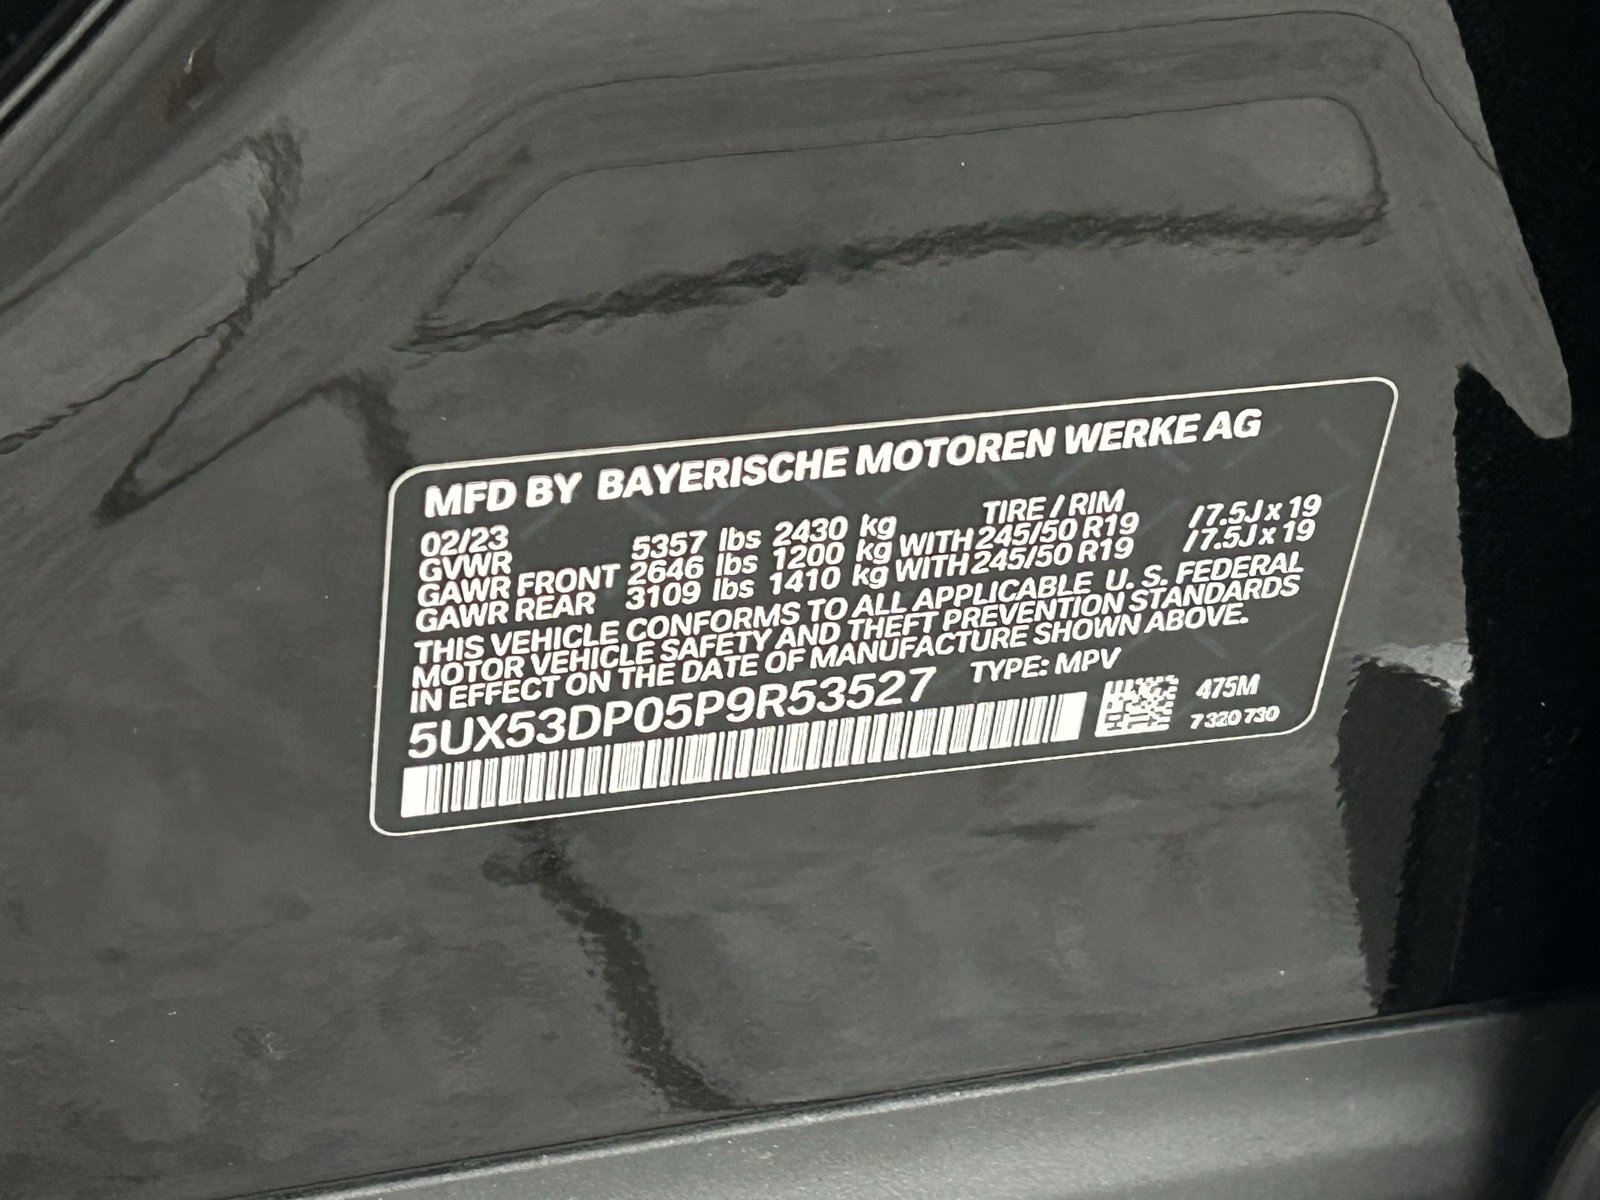 MFD BY BAYERISCHE MOTOREN WERKE AG
02/23 TIRE / RIM
GVWR 5357 lbs 2430 kg
GAWR FRONT 2646 lbs 1200 kg WITH 245/50 R19 / 7.5J x 19
GAWR REAR 3109 lbs 1410 kg WITH 245/50 R19 / 7.5J x 19
THIS VEHICLE CONFORMS TO ALL APPLICABLE U. S. FEDERAL
MOTOR VEHICLE SAFETY AND THEFT PREVENTION STANDARDS
IN EFFECT ON THE DATE OF MANUFACTURE SHOWN ABOVE.
5UX53DP05P9R53527 TYPE: MPV
475M
7 320 730